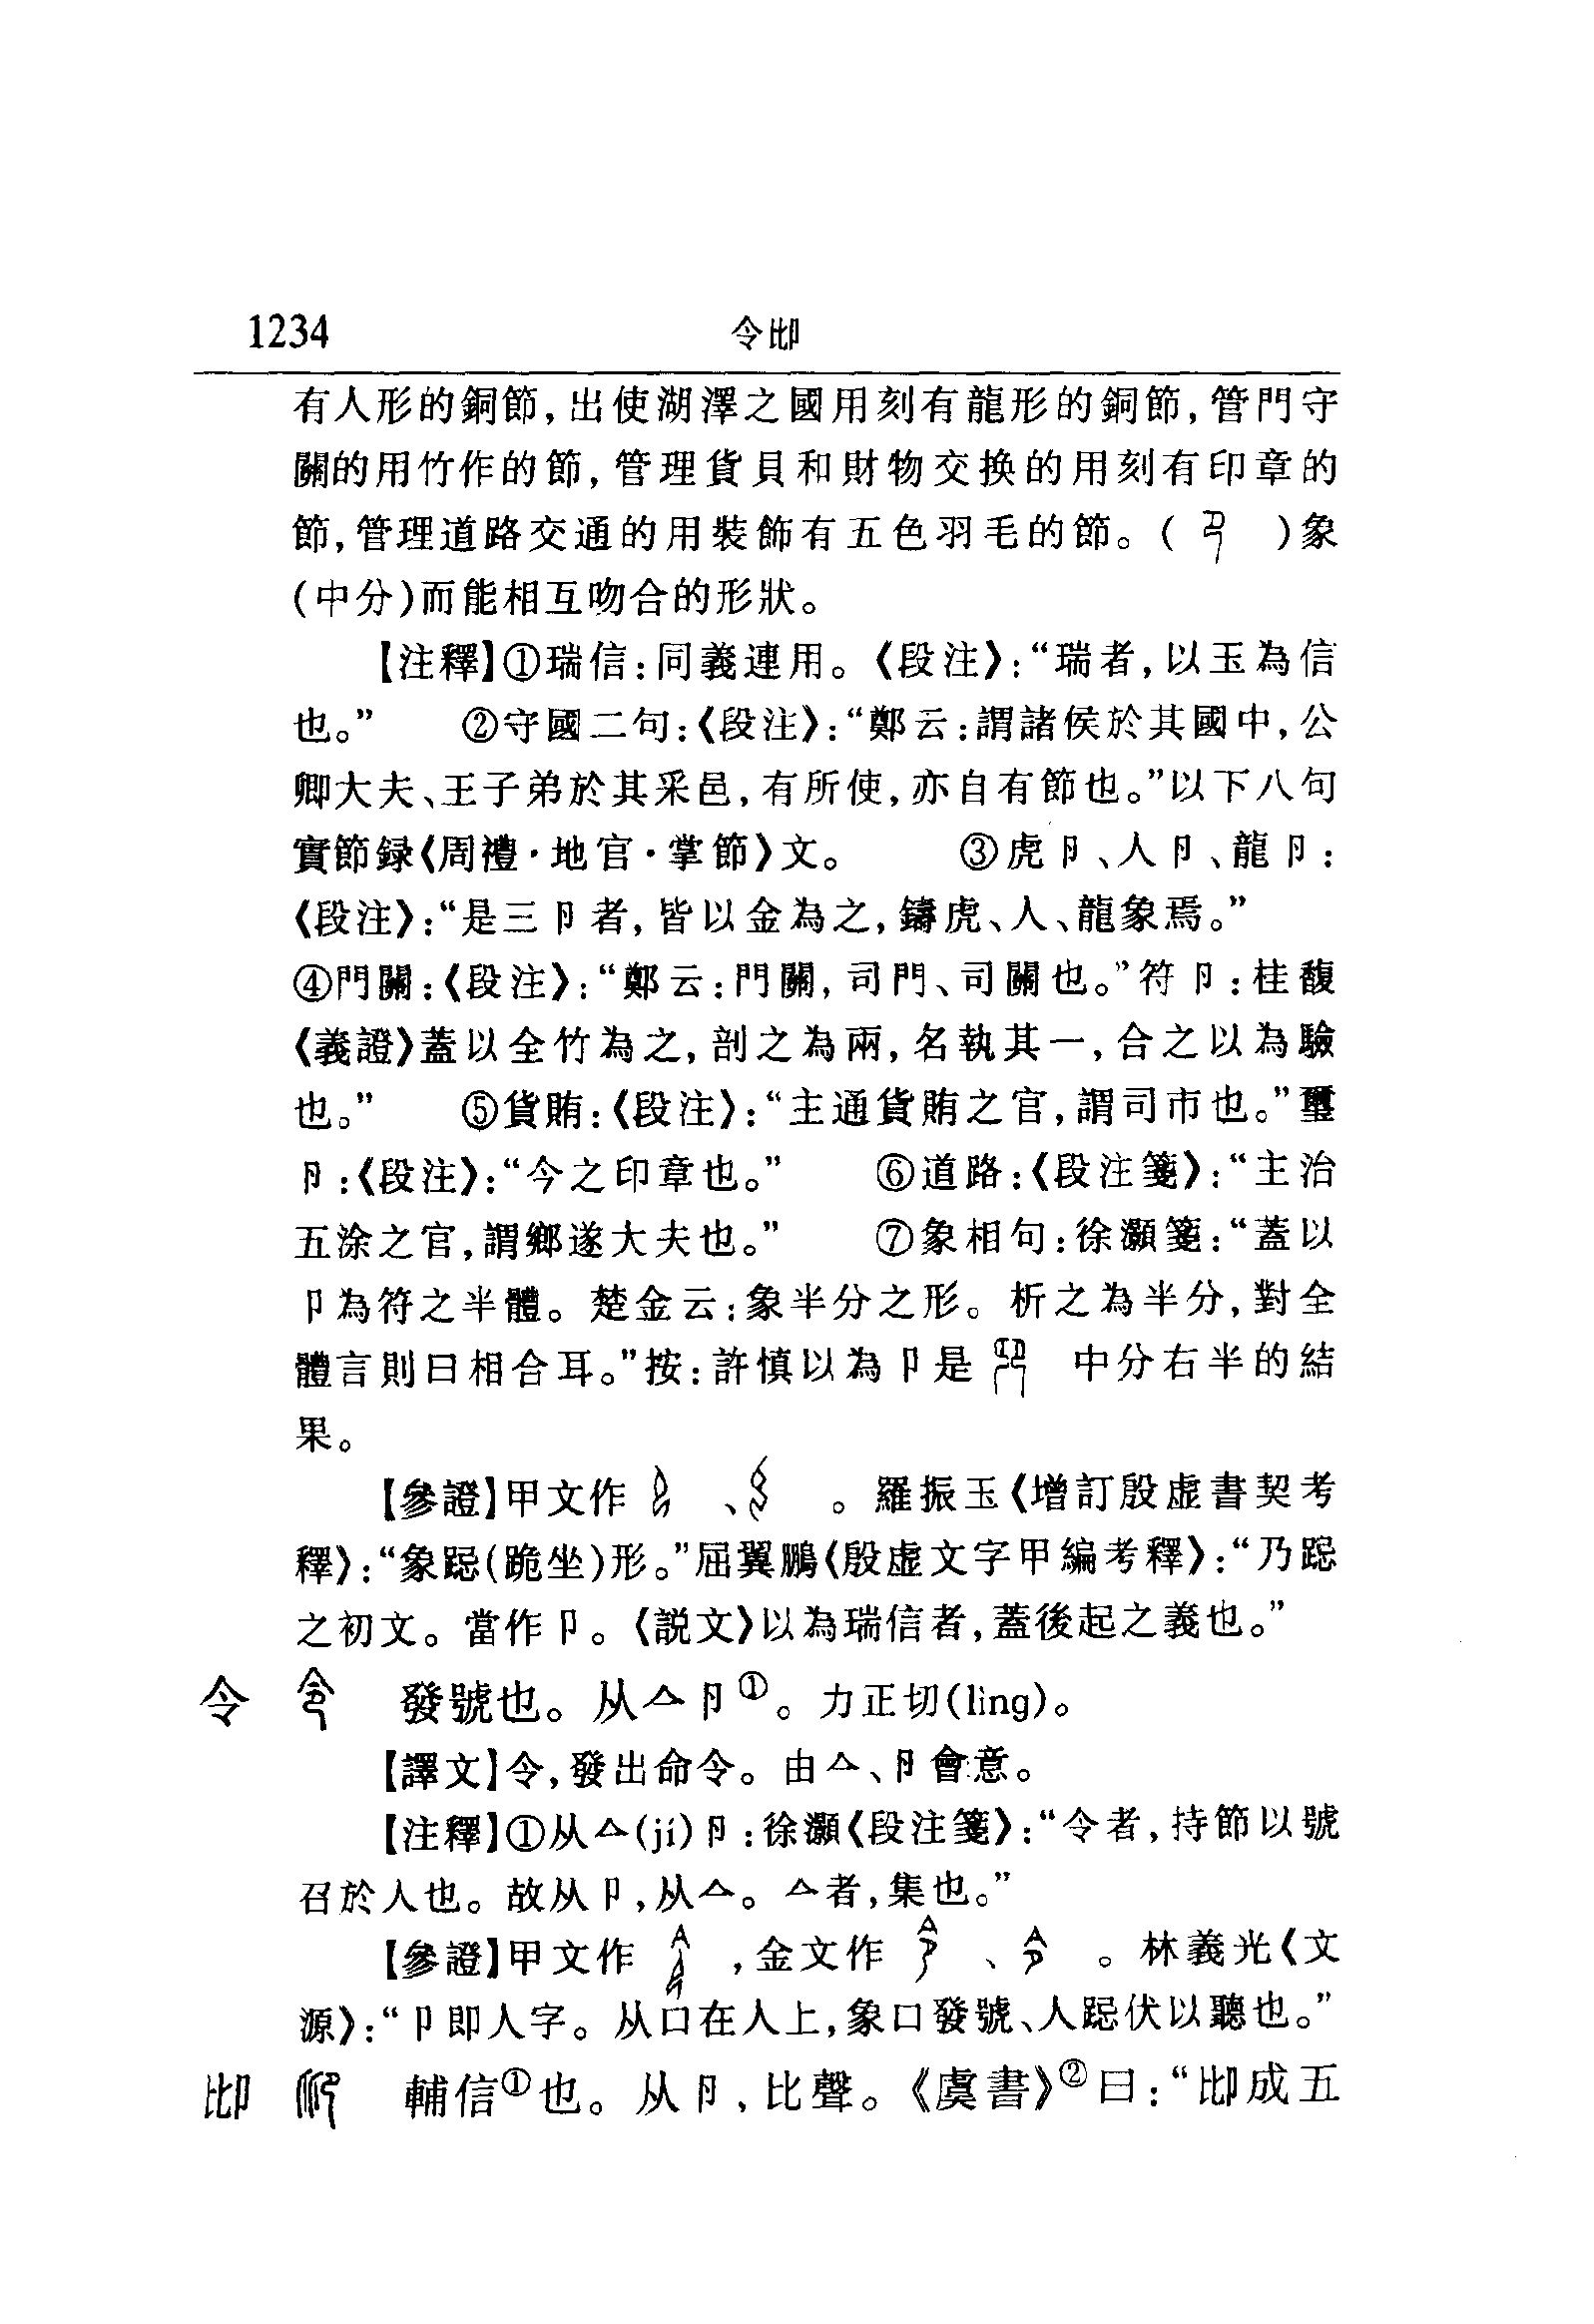 1234 令𠨒
有人形的銅節,出使湖澤之國用刻有龍形的銅節,管門守
關的用竹作的節,管理貨貝和財物交换的用刻有印章的
節,管理道路交通的用裝飾有五色羽毛的節。( )象
(中分)而能相互吻合的形狀。
【注釋】①瑞信:同義連用。《段注》:“瑞者,以玉為信
也。” ②守國二句:《段注》:“鄭云:謂諸侯於其國中,公
卿大夫、王子弟於其采邑,有所使,亦自有節也。”以下八句
實節録《周禮·地官·掌節》文。 ③虎卪、人卪、龍卪:
《段注》:“是三卪者,皆以金為之,鑄虎、人、龍象焉。”
④門關:《段注》:“鄭云:門關,司門、司關也。”符卪:桂馥
《義證》蓋以全竹為之,剖之為兩,名執其一,合之以為驗
也。” ⑤貨賄:《段注》:“主通貨賄之官,謂司市也。”璽
卪:《段注》:“今之印章也。” ⑥道路:《段注箋》:“主治
五涂之官,謂鄉遂大夫也。” ⑦象相句:徐灝箋:“蓋以
卩為符之半體。楚金云:象半分之形。析之為半分,對全
體言則曰相合耳。”按:許慎以為卪是 中分右半的結
果。
【參證】甲文作 、 。羅振玉《增訂殷虚書契考
釋》:“象跽(跪坐)形。”屈翼鵬《殷虚文字甲編考釋》:“乃跽
之初文。當作卪。《説文》以為瑞信者,蓋後起之義也。”
令 發號也。从亼卪①。力正切(lìng)。
【譯文】令,發出命令。由亼、卪會意。
【注釋】①从亼(jí)卪:徐灝《段注箋》:“令者,持節以號
召於人也。故从卩,从亼。亼者,集也。”
【參證】甲文作 ,金文作 、 。林義光《文
源》:“卩即人字。从口在人上,象口發號、人跽伏以聽也。”
𠨒 輔信①也。从卪,比聲。《虞書》②曰:“𠨒成五